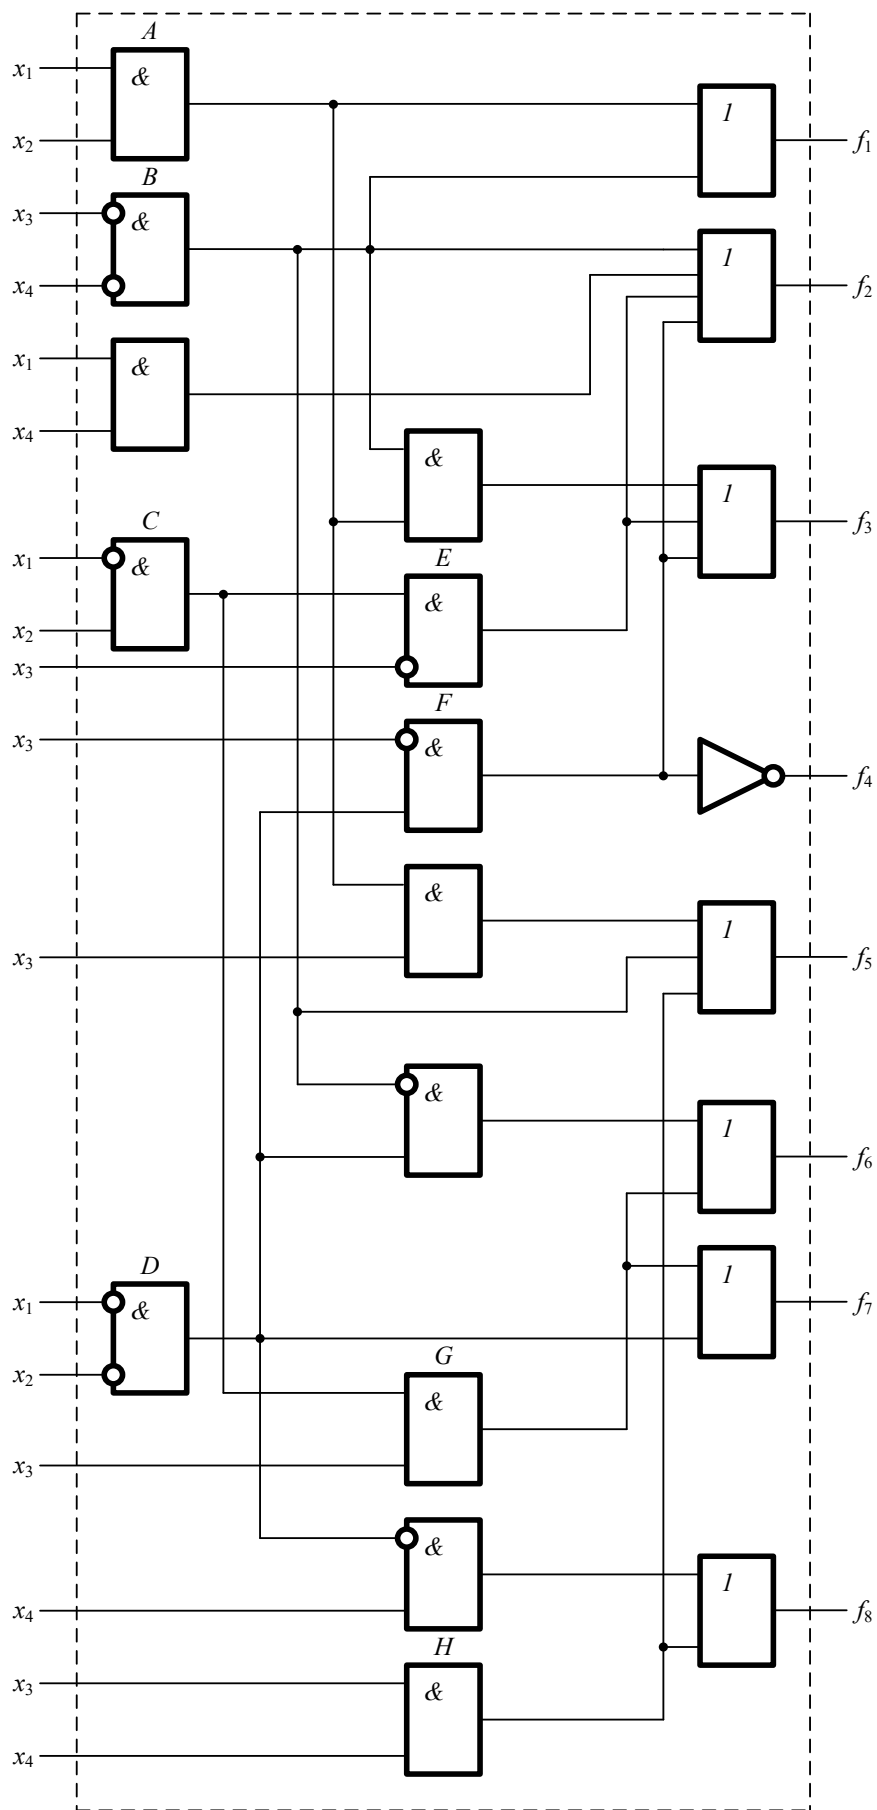 A
x₁ & 1
x₂ f₁
B
x₃ & 1
x₄ f₂
x₁ &
x₄ & 1
C f₃
x₁ & E
x₂ &
x₃
F
x₃ &
f₄
& 1
x₃ f₅
& 1
f₆
D 1
x₁ & f₇
x₂ G
&
x₃
& 1
x₄ f₈
H
x₃ &
x₄